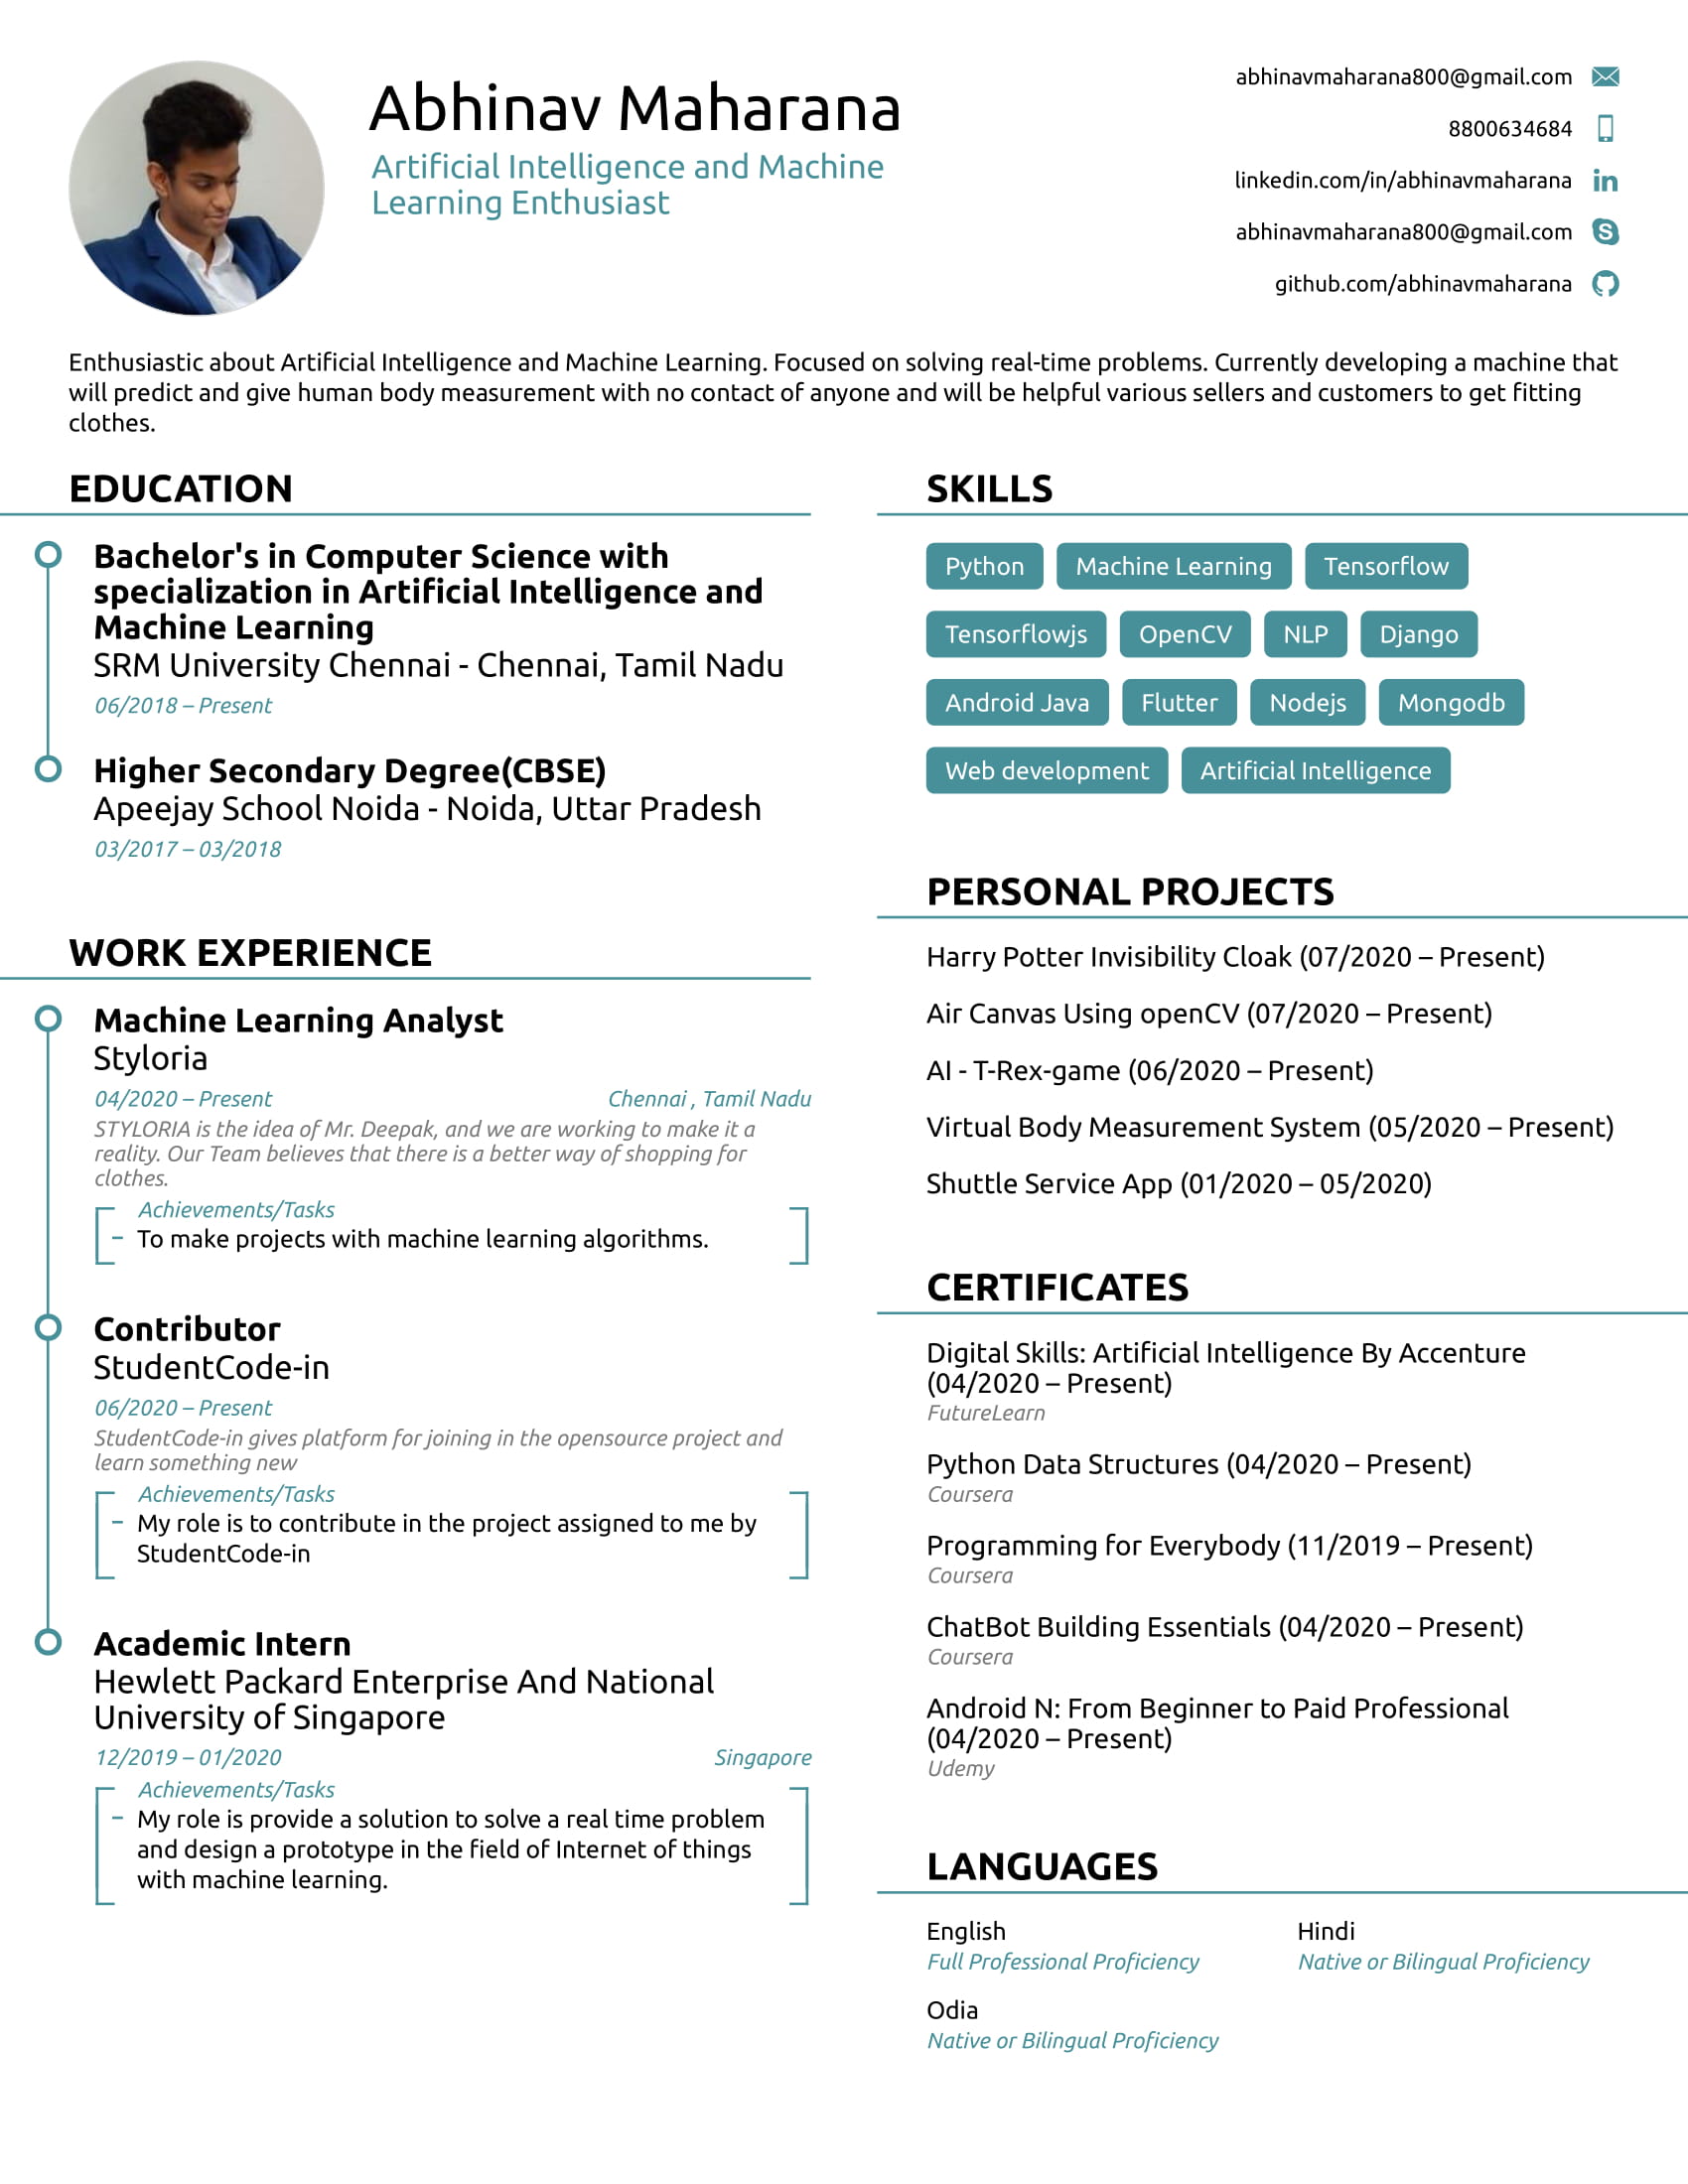 Abhinav Maharana
Artificial Intelligence and Machine
Learning Enthusiast
abhinavmaharana800@gmail.com
8800634684
linkedin.com/in/abhinavmaharana
abhinavmaharana800@gmail.com
github.com/abhinavmaharana
Enthusiastic about Artificial Intelligence and Machine Learning. Focused on solving real-time problems. Currently developing a machine that
will predict and give human body measurement with no contact of anyone and will be helpful various sellers and customers to get fitting
clothes.
EDUCATION
Bachelor's in Computer Science with
specialization in Artificial Intelligence and
Machine Learning
SRM University Chennai - Chennai, Tamil Nadu
06/2018 – Present
Higher Secondary Degree(CBSE)
Apeejay School Noida - Noida, Uttar Pradesh
03/2017 – 03/2018
WORK EXPERIENCE
Machine Learning Analyst
Styloria
04/2020 – Present Chennai , Tamil Nadu
STYLORIA is the idea of Mr. Deepak, and we are working to make it a
reality. Our Team believes that there is a better way of shopping for
clothes.
Achievements/Tasks
– To make projects with machine learning algorithms.
Contributor
StudentCode-in
06/2020 – Present
StudentCode-in gives platform for joining in the opensource project and
learn something new
Achievements/Tasks
– My role is to contribute in the project assigned to me by
StudentCode-in
Academic Intern
Hewlett Packard Enterprise And National
University of Singapore
12/2019 – 01/2020 Singapore
Achievements/Tasks
– My role is provide a solution to solve a real time problem
and design a prototype in the field of Internet of things
with machine learning.
SKILLS
Python Machine Learning Tensorflow
Tensorflowjs OpenCV NLP Django
Android Java Flutter Nodejs Mongodb
Web development Artificial Intelligence
PERSONAL PROJECTS
Harry Potter Invisibility Cloak (07/2020 – Present)
Air Canvas Using openCV (07/2020 – Present)
AI - T-Rex-game (06/2020 – Present)
Virtual Body Measurement System (05/2020 – Present)
Shuttle Service App (01/2020 – 05/2020)
CERTIFICATES
Digital Skills: Artificial Intelligence By Accenture
(04/2020 – Present)
FutureLearn
Python Data Structures (04/2020 – Present)
Coursera
Programming for Everybody (11/2019 – Present)
Coursera
ChatBot Building Essentials (04/2020 – Present)
Coursera
Android N: From Beginner to Paid Professional
(04/2020 – Present)
Udemy
LANGUAGES
English Hindi
Full Professional Proficiency Native or Bilingual Proficiency
Odia
Native or Bilingual Proficiency